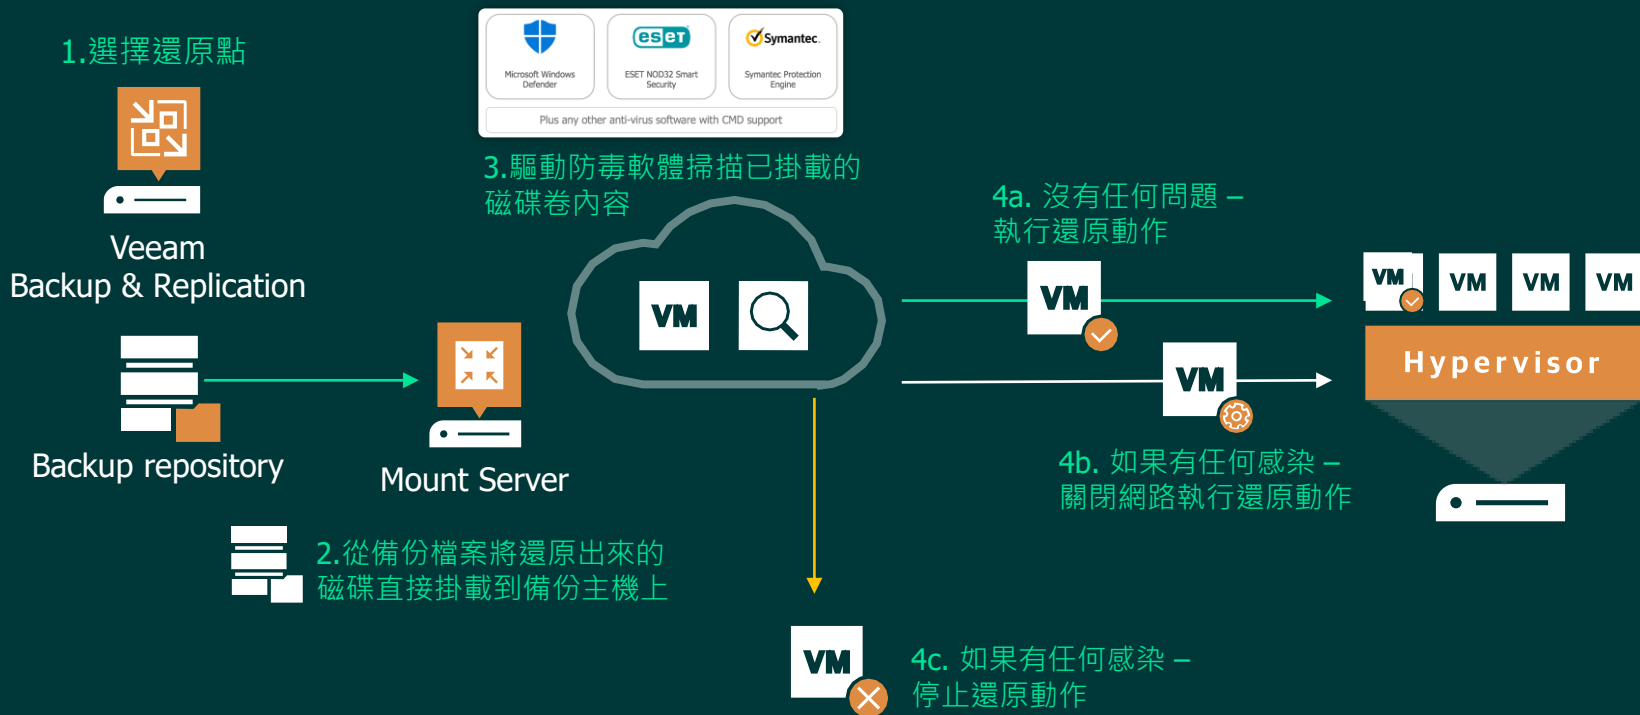 1.選擇還原點
Veeam
Backup & Replication
Backup repository
Mount Server
2.從備份檔案將還原出來的
磁碟直接掛載到備份主機上
eset
Symantec.
Microsoft Windows
Defender
ESET NOD32 Smart
Security
Symantec Protection
Engine
Plus any other anti-virus software with CMD support
3.驅動防毒軟體掃描已掛載的
磁碟卷內容
VM
4a. 沒有任何問題 –
執行還原動作
VM
VM
4b. 如果有任何感染 –
關閉網路執行還原動作
VM
VM
VM
VM
Hypervisor
VM
4c. 如果有任何感染 –
停止還原動作